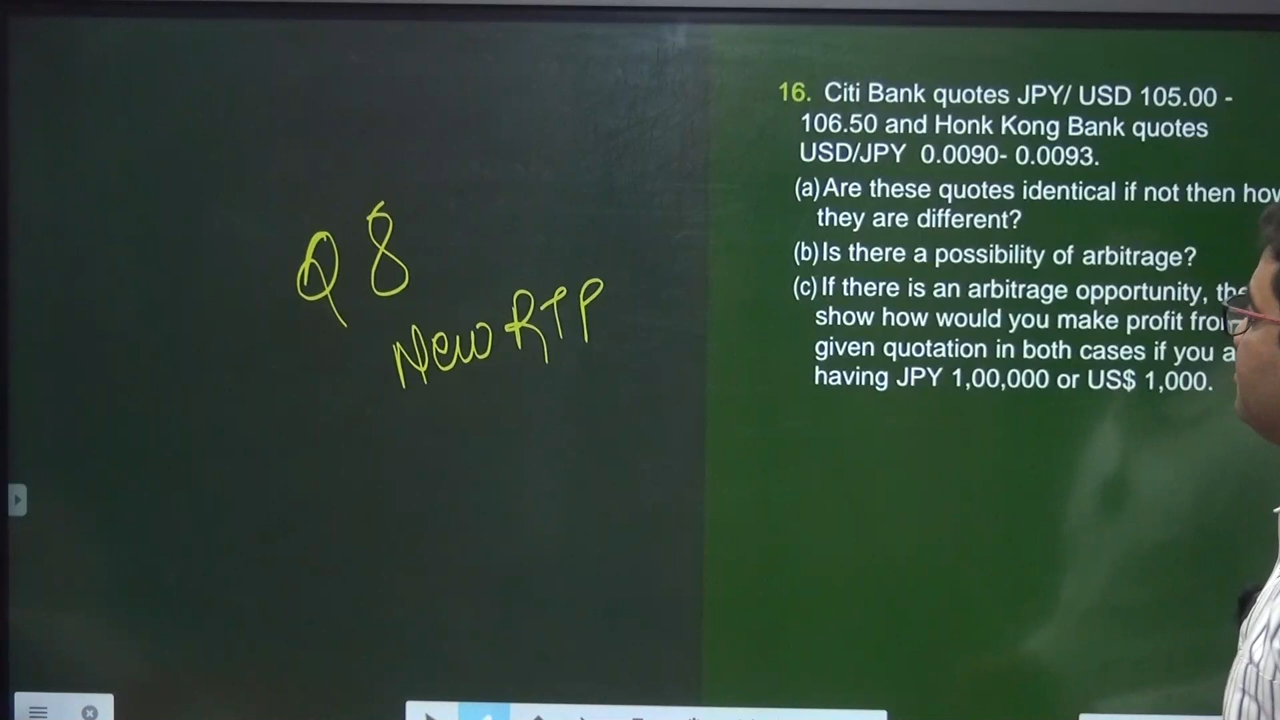 Q 8
New RTP
16. Citi Bank quotes JPY/ USD 105.00 -
106.50 and Honk Kong Bank quotes
USD/JPY 0.0090- 0.0093.
(a) Are these quotes identical if not then
they are different?
(b) Is there a possibility of arbitrage?
(c) If there is an arbitrage opportunity,
show how would you make profit
given quotation in both cases if you
having JPY 1,00,000 or US$ 1,000.